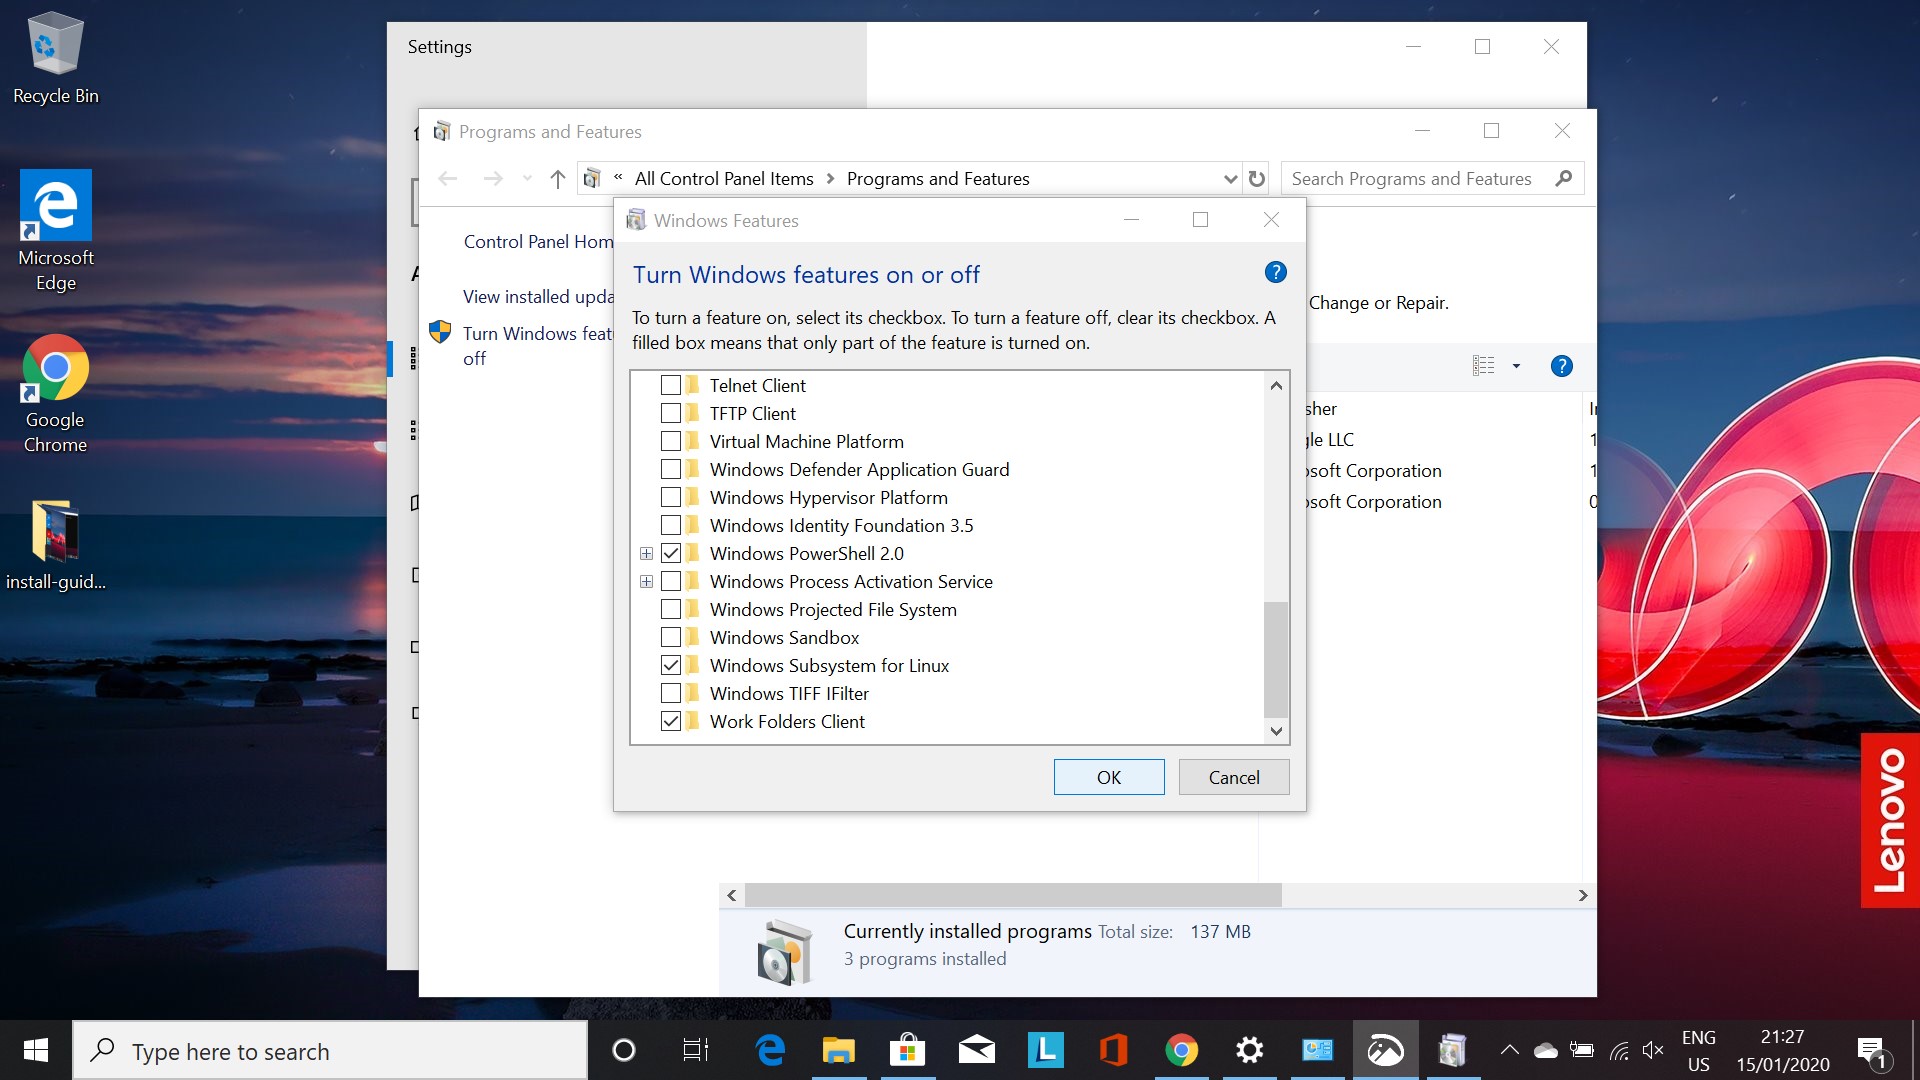 Recycle Bin
Microsoft
Edge
Google
Chrome
install-guid...
Settings
Programs and Features
« All Control Panel Items > Programs and Features
Search Programs and Features
Control Panel Hom
View installed upda
Turn Windows feat
off
Change or Repair.
sher
gle LLC
osoft Corporation
osoft Corporation
Windows Features
Turn Windows features on or off
To turn a feature on, select its checkbox. To turn a feature off, clear its checkbox. A
filled box means that only part of the feature is turned on.
Telnet Client
TFTP Client
Virtual Machine Platform
Windows Defender Application Guard
Windows Hypervisor Platform
Windows Identity Foundation 3.5
Windows PowerShell 2.0
Windows Process Activation Service
Windows Projected File System
Windows Sandbox
Windows Subsystem for Linux
Windows TIFF IFilter
Work Folders Client
OK
Cancel
Currently installed programs Total size: 137 MB
3 programs installed
Lenovo
Type here to search
ENG
US
21:27
15/01/2020
1